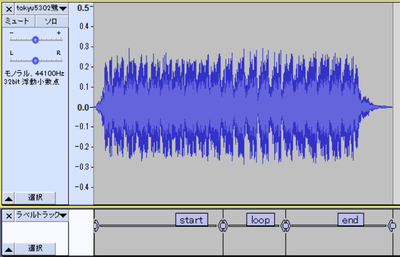 × tokyu5302號▼
ミュート ソロ
- +
L R
モノラル, 44100Hz
32bit 浮動小数点
▲ 選択
0.5
0.4
0.3
0.2
0.1
0.0
-0.1
-0.2
-0.3
-0.4
× ラベルトラック▼
▲ 選択
start loop end